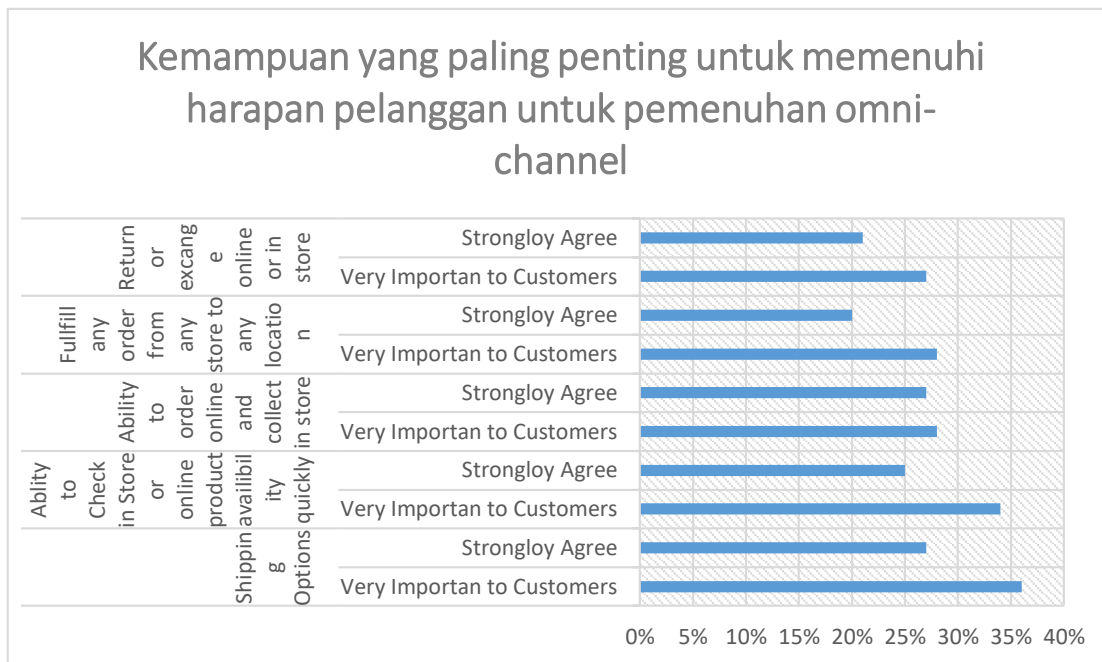 Kemampuan yang paling penting untuk memenuhi
harapan pelanggan untuk pemenuhan omni-
channel
Return
or
excang
e
online
or in
store
Strongloy Agree
Very Importan to Customers
Fullfill
any
order
from
any
store to
any
locatio
n
Strongloy Agree
Very Importan to Customers
Ability
to
order
online
and
collect
in store
Strongloy Agree
Very Importan to Customers
Ablity
to
Check
in Store
or
online
product
availibil
ity
quickly
Strongloy Agree
Very Importan to Customers
Shippin
g
Options
Strongloy Agree
Very Importan to Customers
0% 5% 10% 15% 20% 25% 30% 35% 40%